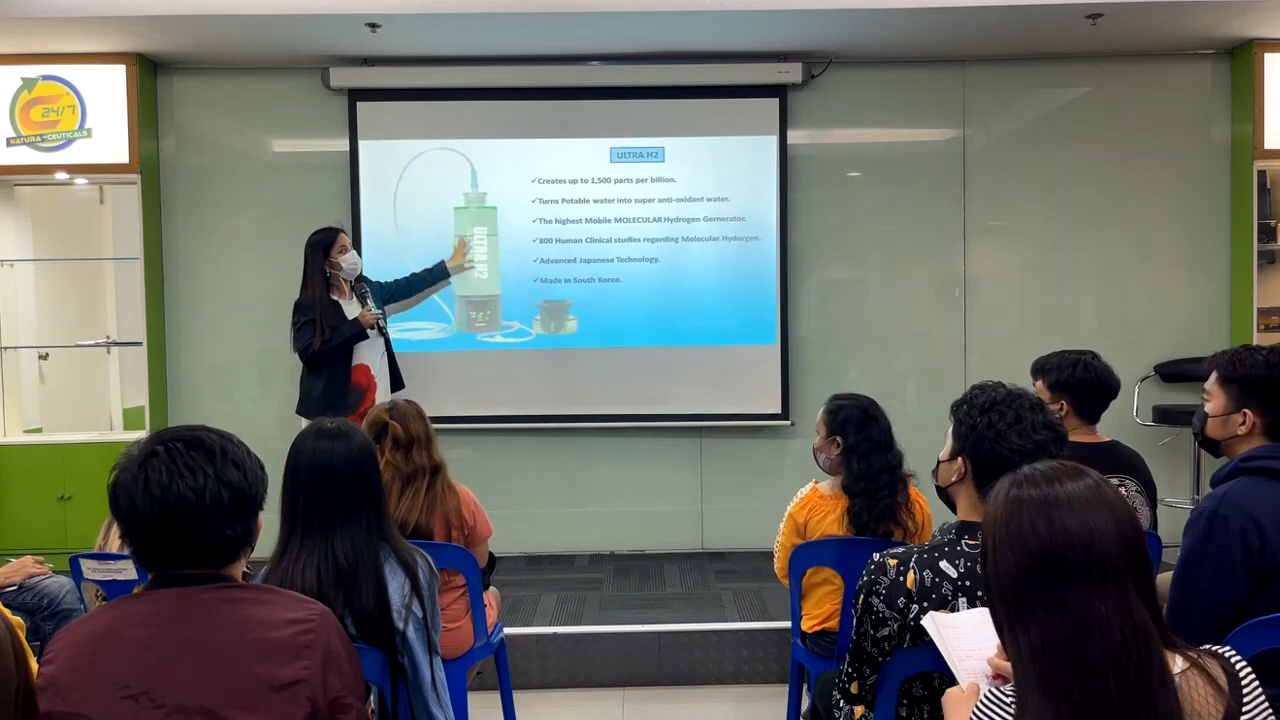 24/7
NATURA-CEUTICALS
ULTRA H2
✓Creates up to 1,500 parts per billion.
✓Turns Potable water into super anti-oxidant water.
✓The highest Mobile MOLECULAR Hydrogen Gernerator.
✓800 Human Clinical studies regarding Molecular Hydorgen.
✓Advanced Japanese Technology.
✓Made in South Korea.
ULTRA H2